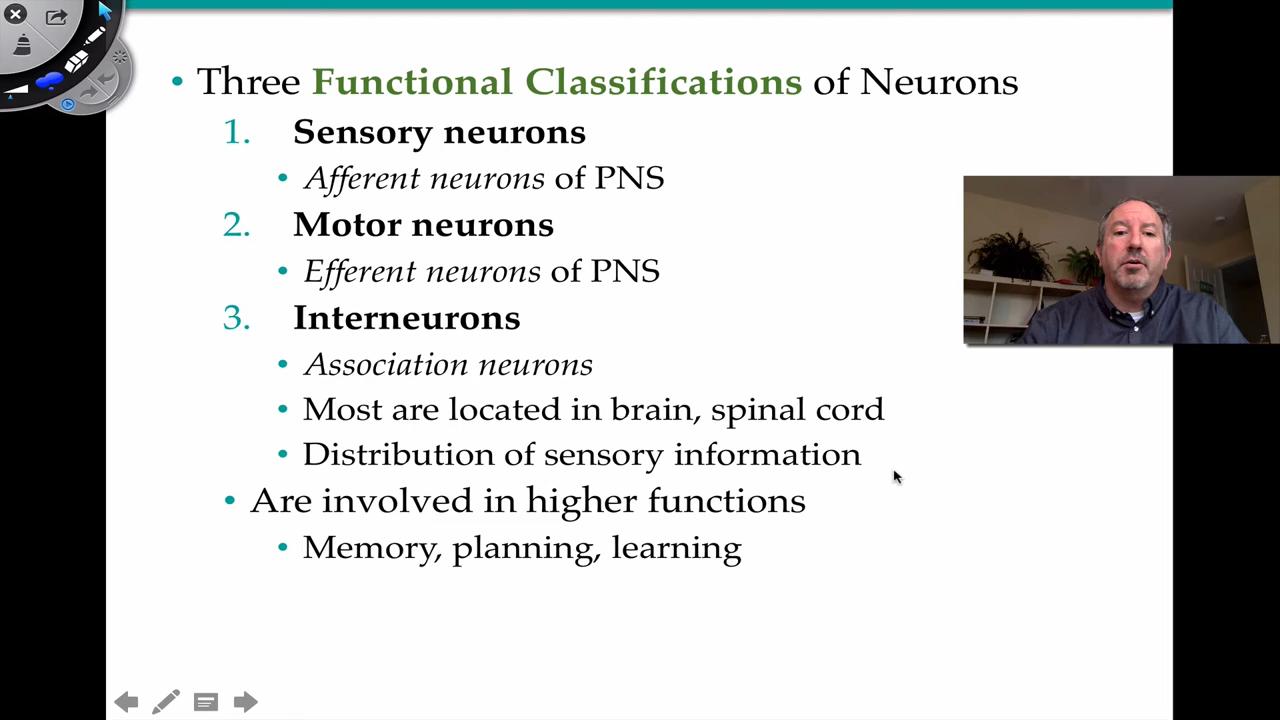 • Three Functional Classifications of Neurons
1. Sensory neurons
• Afferent neurons of PNS
2. Motor neurons
• Efferent neurons of PNS
3. Interneurons
• Association neurons
• Most are located in brain, spinal cord
• Distribution of sensory information
• Are involved in higher functions
• Memory, planning, learning